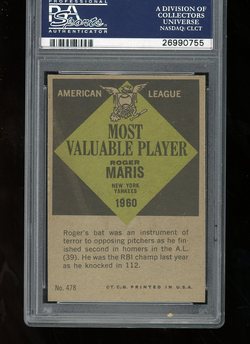 PROFESSIONAL
PSA
Sports
AUTHENTICATOR
A DIVISION OF
COLLECTORS
UNIVERSE
NASDAQ: CLCT
26990755
AMERICAN LEAGUE
MOST
VALUABLE PLAYER
ROGER
MARIS
NEW YORK
YANKEES
1960
Roger's bat was an instrument of
terror to opposing pitchers as he fin-
ished second in homers in the A.L.
(39). He was the RBI champ last year
as he knocked in 112.
No. 478
©T.C.G. PRINTED IN U.S.A.